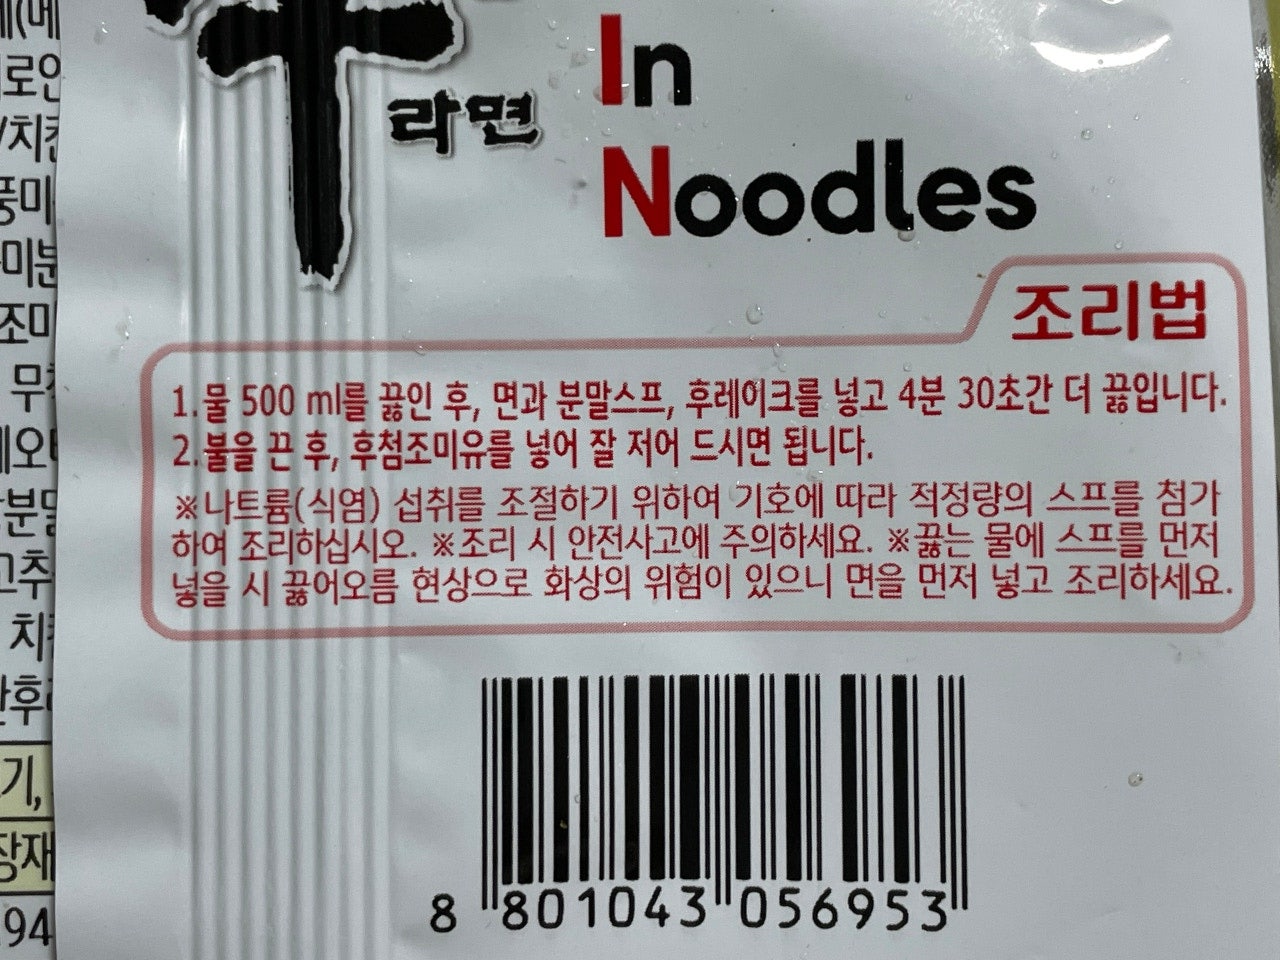 라면
In
Noodles
조리법
1.물 500 ml를 끓인 후, 면과 분말스프, 후레이크를 넣고 4분 30초간 더 끓입니다.
2.불을 끈 후, 후첨조미유를 넣어 잘 저어 드시면 됩니다.
※나트륨(식염) 섭취를 조절하기 위하여 기호에 따라 적정량의 스프를 첨가
하여 조리하십시오. ※조리 시 안전사고에 주의하세요. ※끓는 물에 스프를 먼저
넣을 시 끓어오름 현상으로 화상의 위험이 있으니 면을 먼저 넣고 조리하세요.
8 801043 056953
기,
장재
94